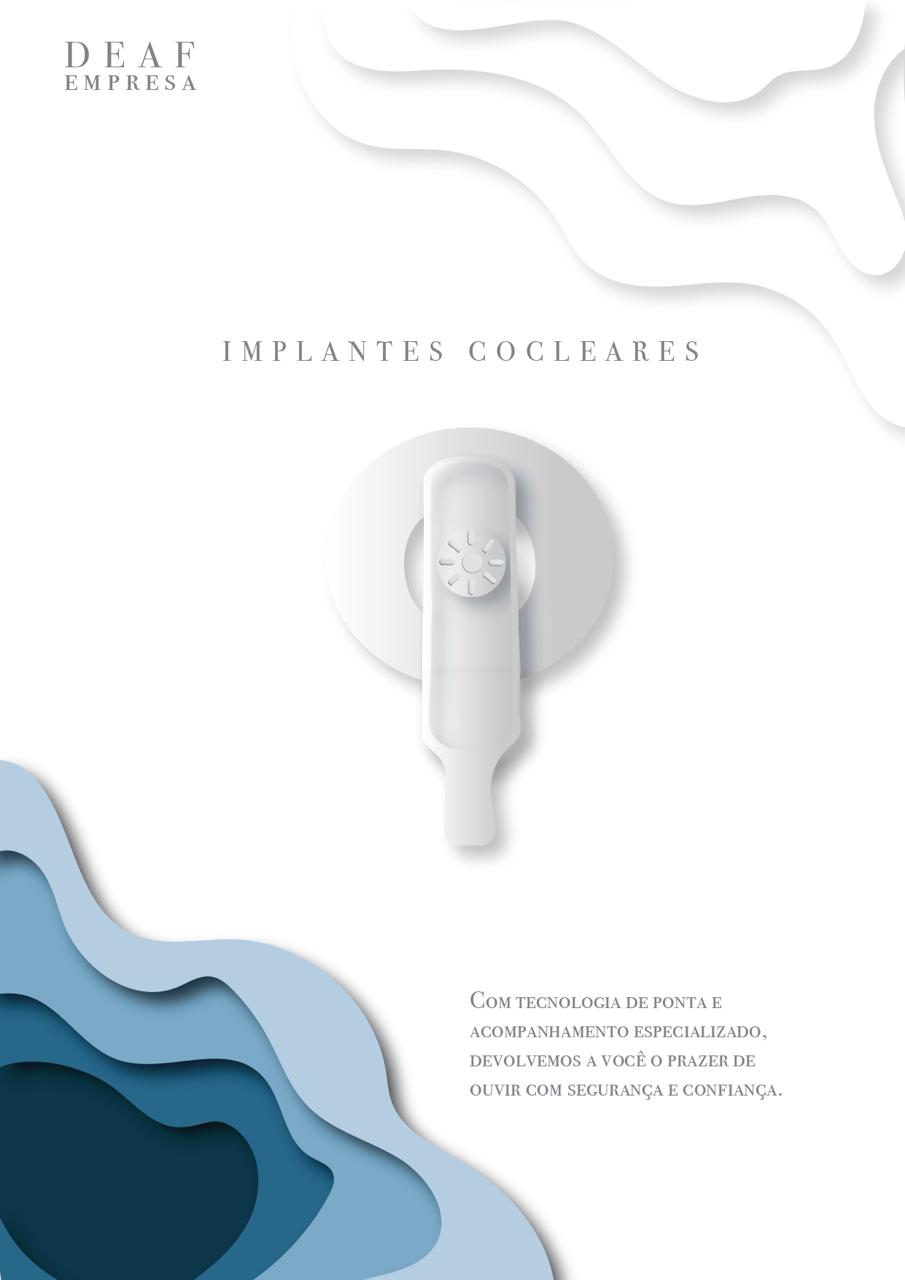 DEAF
EMPRESA
IMPLANTES COCLEARES
Com tecnologia de ponta e
acompanhamento especializado,
devolvemos a você o prazer de
ouvir com segurança e confiança.